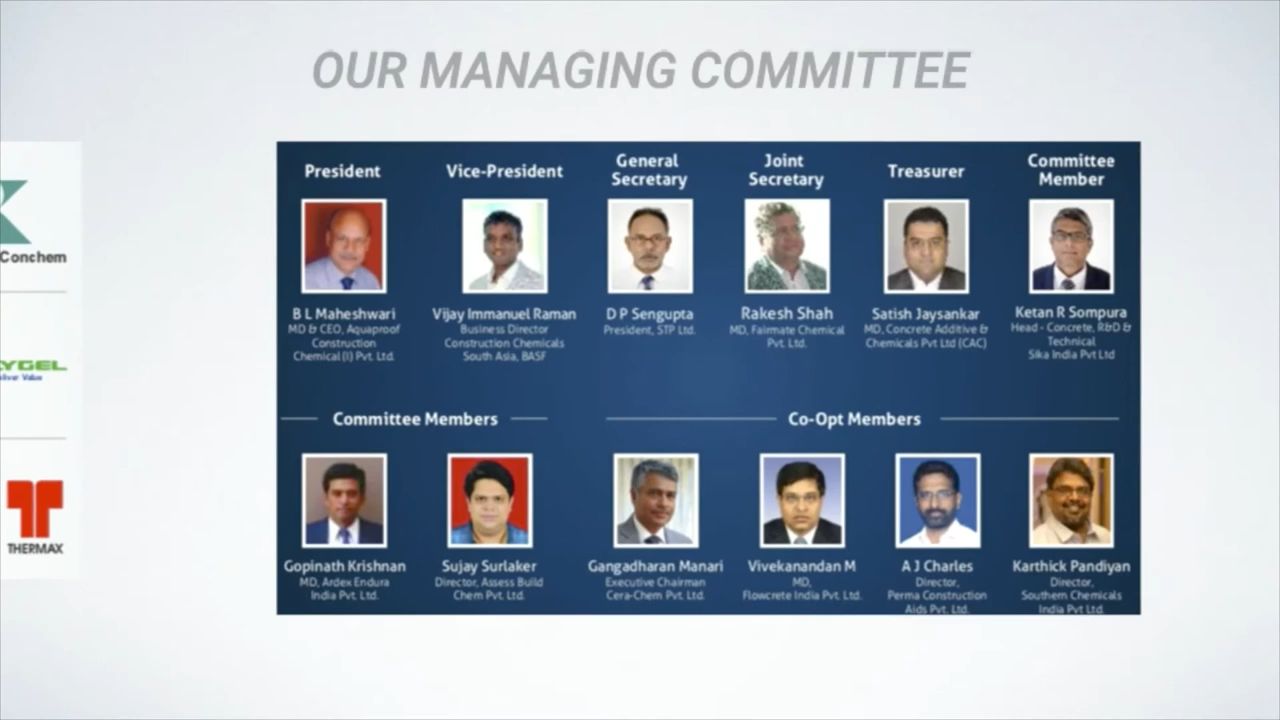 OUR MANAGING COMMITTEE
Conchem
YGEL
liver Value
THERMAX
President
Vice-President
General
Secretary
Joint
Secretary
Treasurer
Committee
Member
B L Maheshwari
MD & CEO, Aquaproof
Construction
Chemical (I) Pvt. Ltd.
Vijay Immanuel Raman
Business Director
Construction Chemicals
South Asia, BASF
D P Sengupta
President, STP Ltd.
Rakesh Shah
MD, Fairmate Chemical
Pvt. Ltd.
Satish Jaysankar
MD, Concrete Additive &
Chemicals Pvt Ltd (CAC)
Ketan R Sompura
Head - Concrete, R&D &
Technical
Sika India Pvt Ltd
Committee Members
Co-Opt Members
Gopinath Krishnan
MD, Ardex Endura
India Pvt. Ltd.
Sujay Surlaker
Director, Assess Build
Chem Pvt. Ltd.
Gangadharan Manari
Executive Chairman
Cera-Chem Pvt. Ltd.
Vivekanandan M
MD,
Flowcrete India Pvt. Ltd.
A J Charles
Director,
Perma Construction
Aids Pvt. Ltd.
Karthick Pandiyan
Director,
Southern Chemicals
India Pvt Ltd.